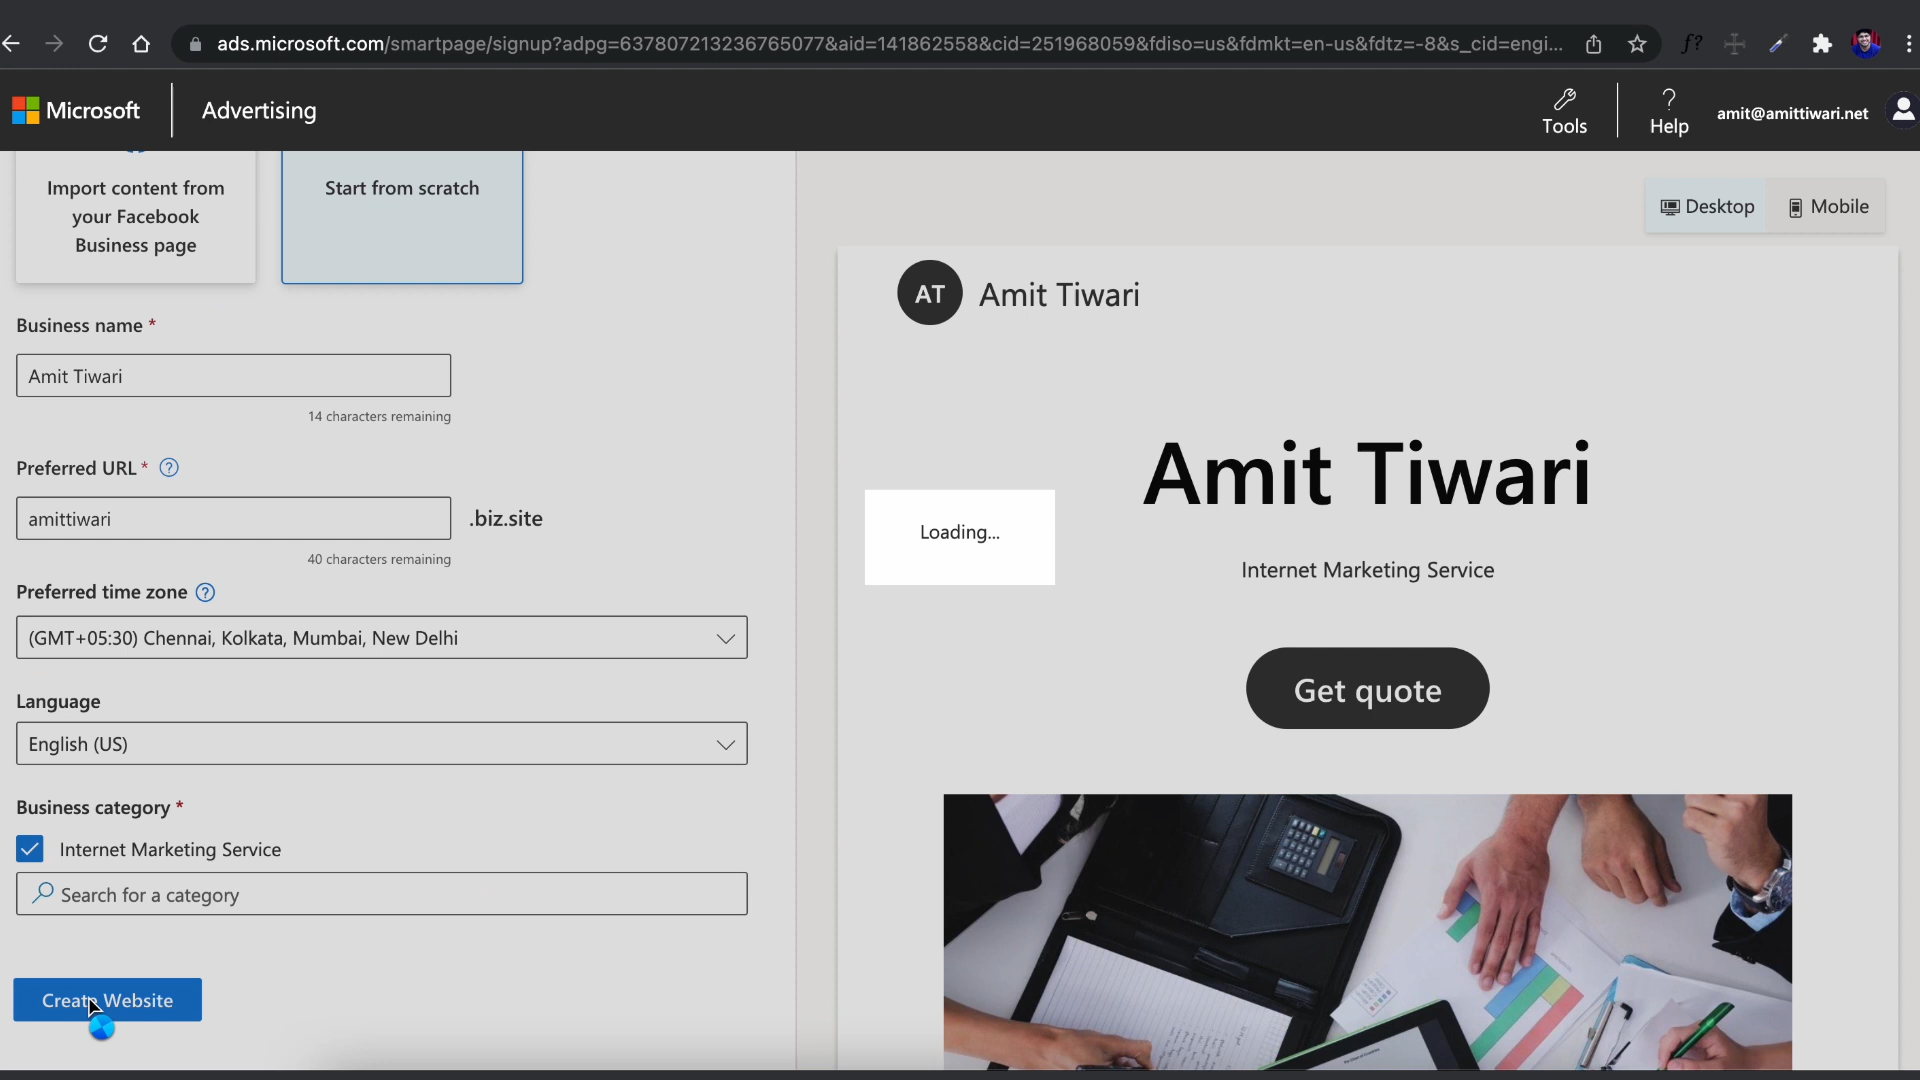 ads.microsoft.com/smartpage/signup?adpg=637807213236765077&aid=141862558&cid=251968059&fdiso=us&fdmkt=en-us&fdtz=-8&s_cid=engi...
f?
Microsoft
Advertising
Tools
?
Help
amit@amittiwari.net
Import content from
your Facebook
Business page
Start from scratch
Desktop
Mobile
AT
Amit Tiwari
Business name *
Amit Tiwari
14 characters remaining
Preferred URL * ?
amittiwari
.biz.site
40 characters remaining
Preferred time zone ?
(GMT+05:30) Chennai, Kolkata, Mumbai, New Delhi
Language
English (US)
Business category *
Internet Marketing Service
Search for a category
Create Website
Amit Tiwari
Loading...
Internet Marketing Service
Get quote